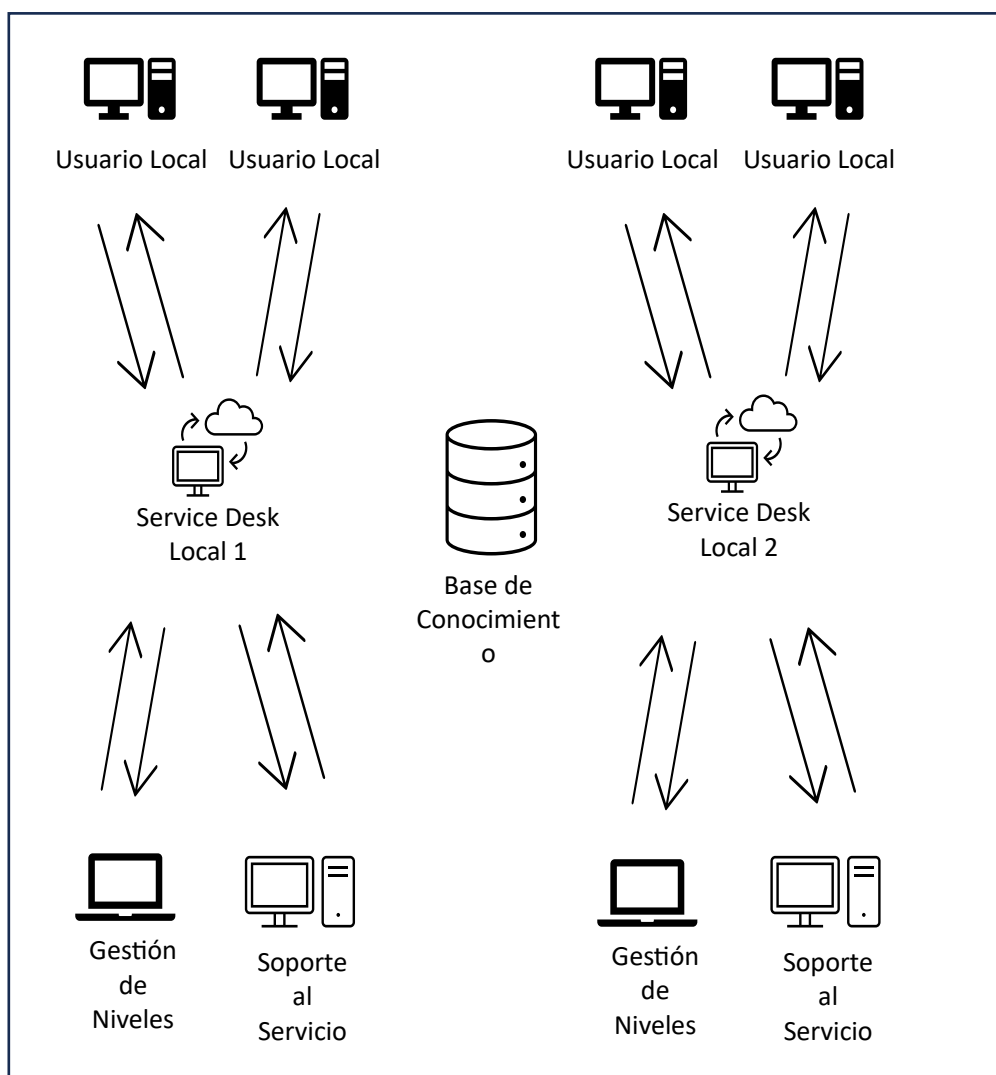 Usuario Local
Usuario Local
Usuario Local
Usuario Local
Service Desk
Local 1
Base de
Conocimient
o
Service Desk
Local 2
Gestión
de
Niveles
Soporte
al
Servicio
Gestión
de
Niveles
Soporte
al
Servicio